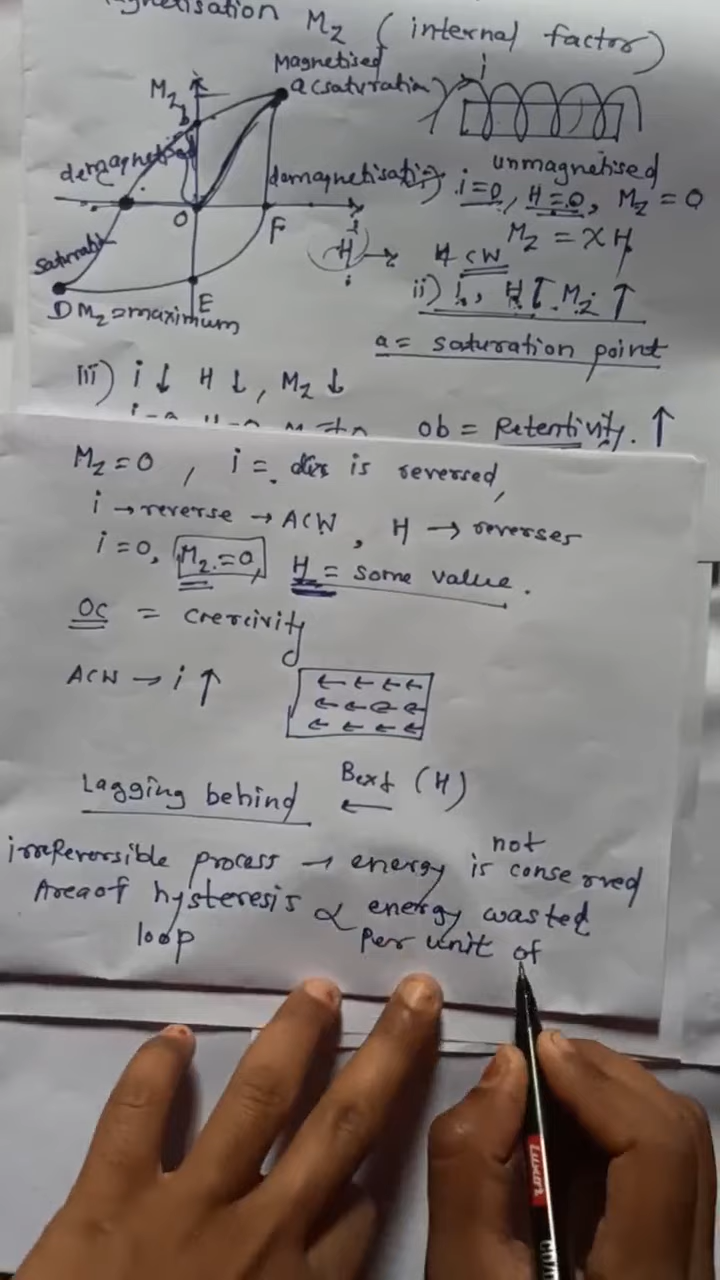 Mz ( internal factor)
Magnetised
a (saturation)
i
Mz
b
demagnetised
demagnetisation
O
F
H
i
saturation
D Mz = maximum
E
unmagnetised
i) i=0, H=0, Mz = 0
Mz = χH
H CW
ii) i, H↑ Mz ↑
a = saturation point
iii) i ↓ H ↓, Mz ↓
ob = Retentivity. ↑
Mz = 0, i = dir is reversed,
i → reverse → ACW, H → reverses
i = 0, Mz = 0, H = some value.
OC = crercivity
ACW → i ↑
← ← ← ←
← ← ← ←
← ← ← ←
Lagging behind Bext (H)
←
not
irreversible process → energy is conserved
Area of hysteresis ∝ energy wasted
loop per unit of
Luxor